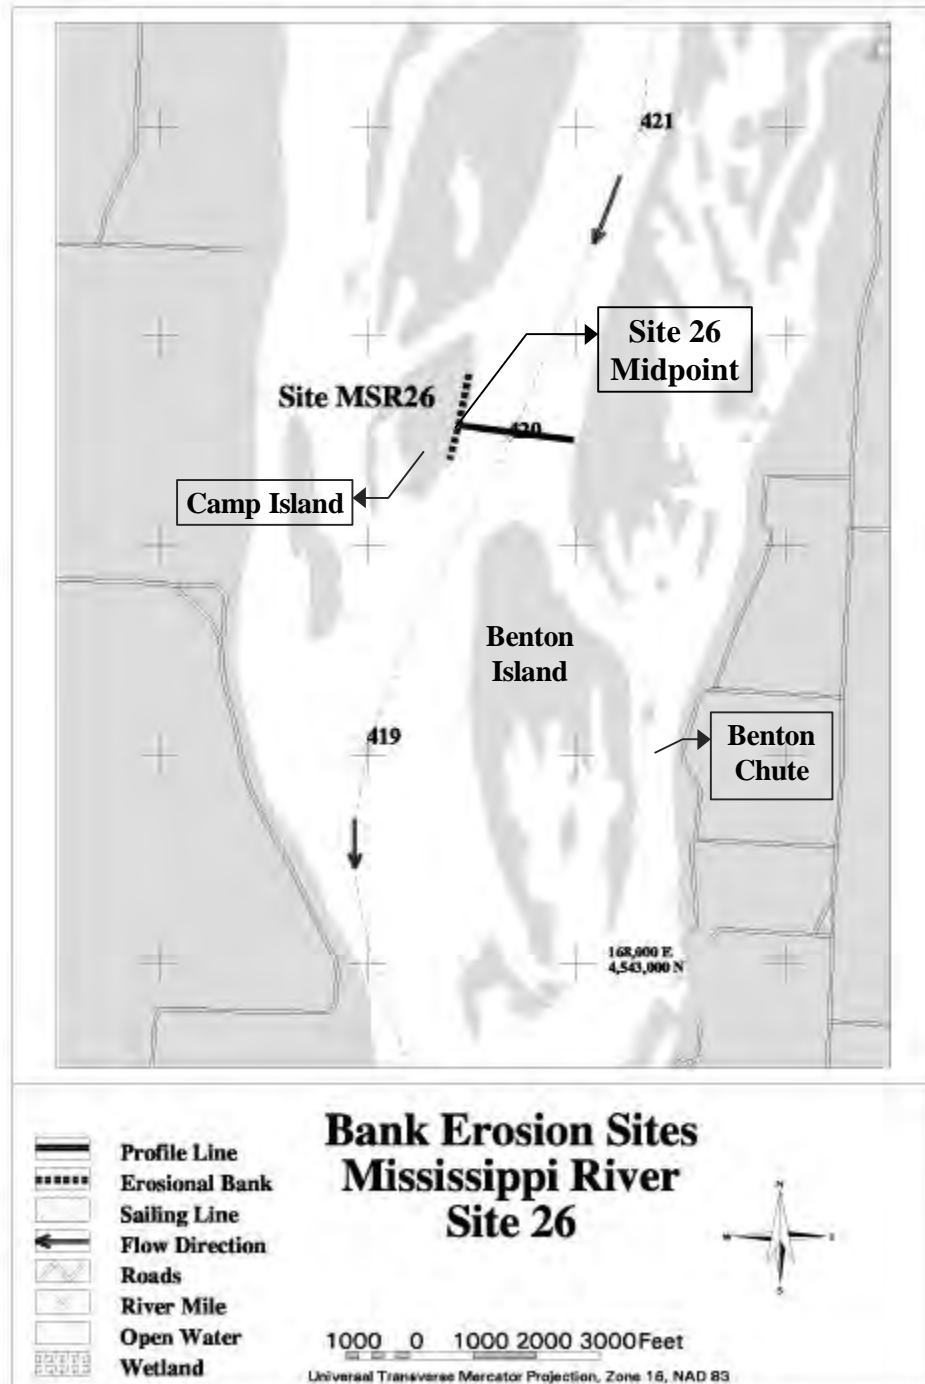 421
Site 26
Midpoint
Site MSR26
420
Camp Island
Benton
Island
419
Benton
Chute
168,000 E
4,543,000 N
Bank Erosion Sites
Mississippi River
Site 26
Profile Line
Erosional Bank
Sailing Line
Flow Direction
Roads
River Mile
Open Water
Wetland
N
W
E
S
1000 0 1000 2000 3000 Feet
Universal Transverse Mercator Projection, Zone 16, NAD 83